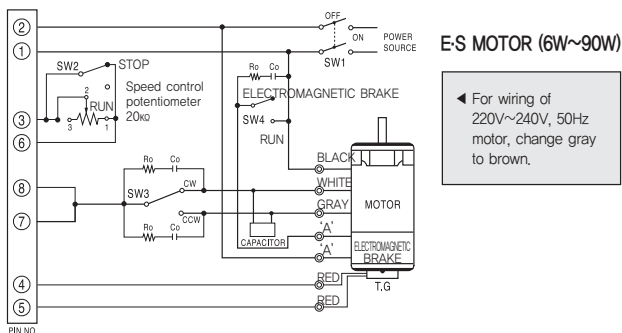 OFF
ON
POWER
SOURCE
SW1
②
①
SW2
STOP
RUN
2
3
1
Speed control
potentiometer
20KΩ
③
⑥
Ro Co
ELECTROMAGNETIC BRAKE
SW4
RUN
BLACK
WHITE
GRAY
'A'
'A'
RED
RED
MOTOR
ELECTROMAGNETIC
BRAKE
T.G
⑧
⑦
Ro Co
SW3
CW
CCW
Ro Co
CAPACITOR
④
⑤
PIN NO
E·S MOTOR (6W~90W)
◀ For wiring of
220V~240V, 50Hz
motor, change gray
to brown.